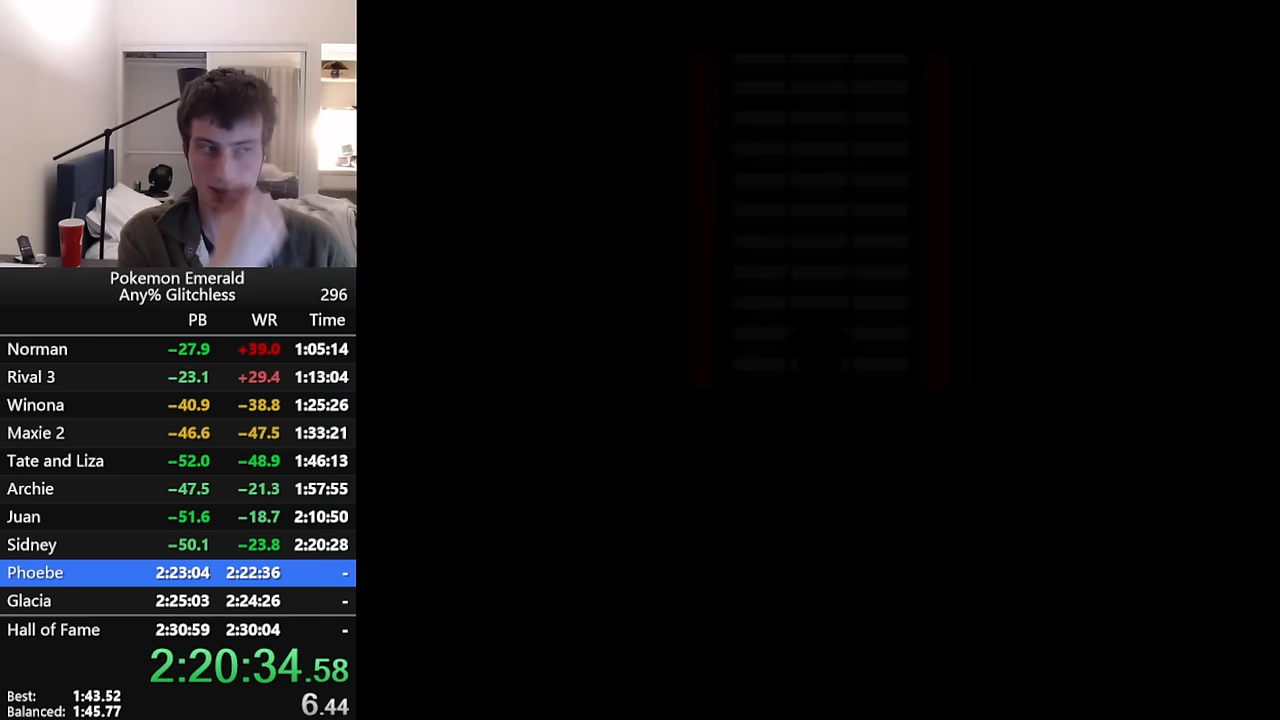 Pokemon Emerald
Any% Glitchless 296
PB WR Time
Norman −27.9 +39.0 1:05:14
Rival 3 −23.1 +29.4 1:13:04
Winona −40.9 −38.8 1:25:26
Maxie 2 −46.6 −47.5 1:33:21
Tate and Liza −52.0 −48.9 1:46:13
Archie −47.5 −21.3 1:57:55
Juan −51.6 −18.7 2:10:50
Sidney −50.1 −23.8 2:20:28
Phoebe 2:23:04 2:22:36 -
Glacia 2:25:03 2:24:26 -
Hall of Fame 2:30:59 2:30:04 -
2:20:34.58
Best: 1:43.52
Balanced: 1:45.77
6.44